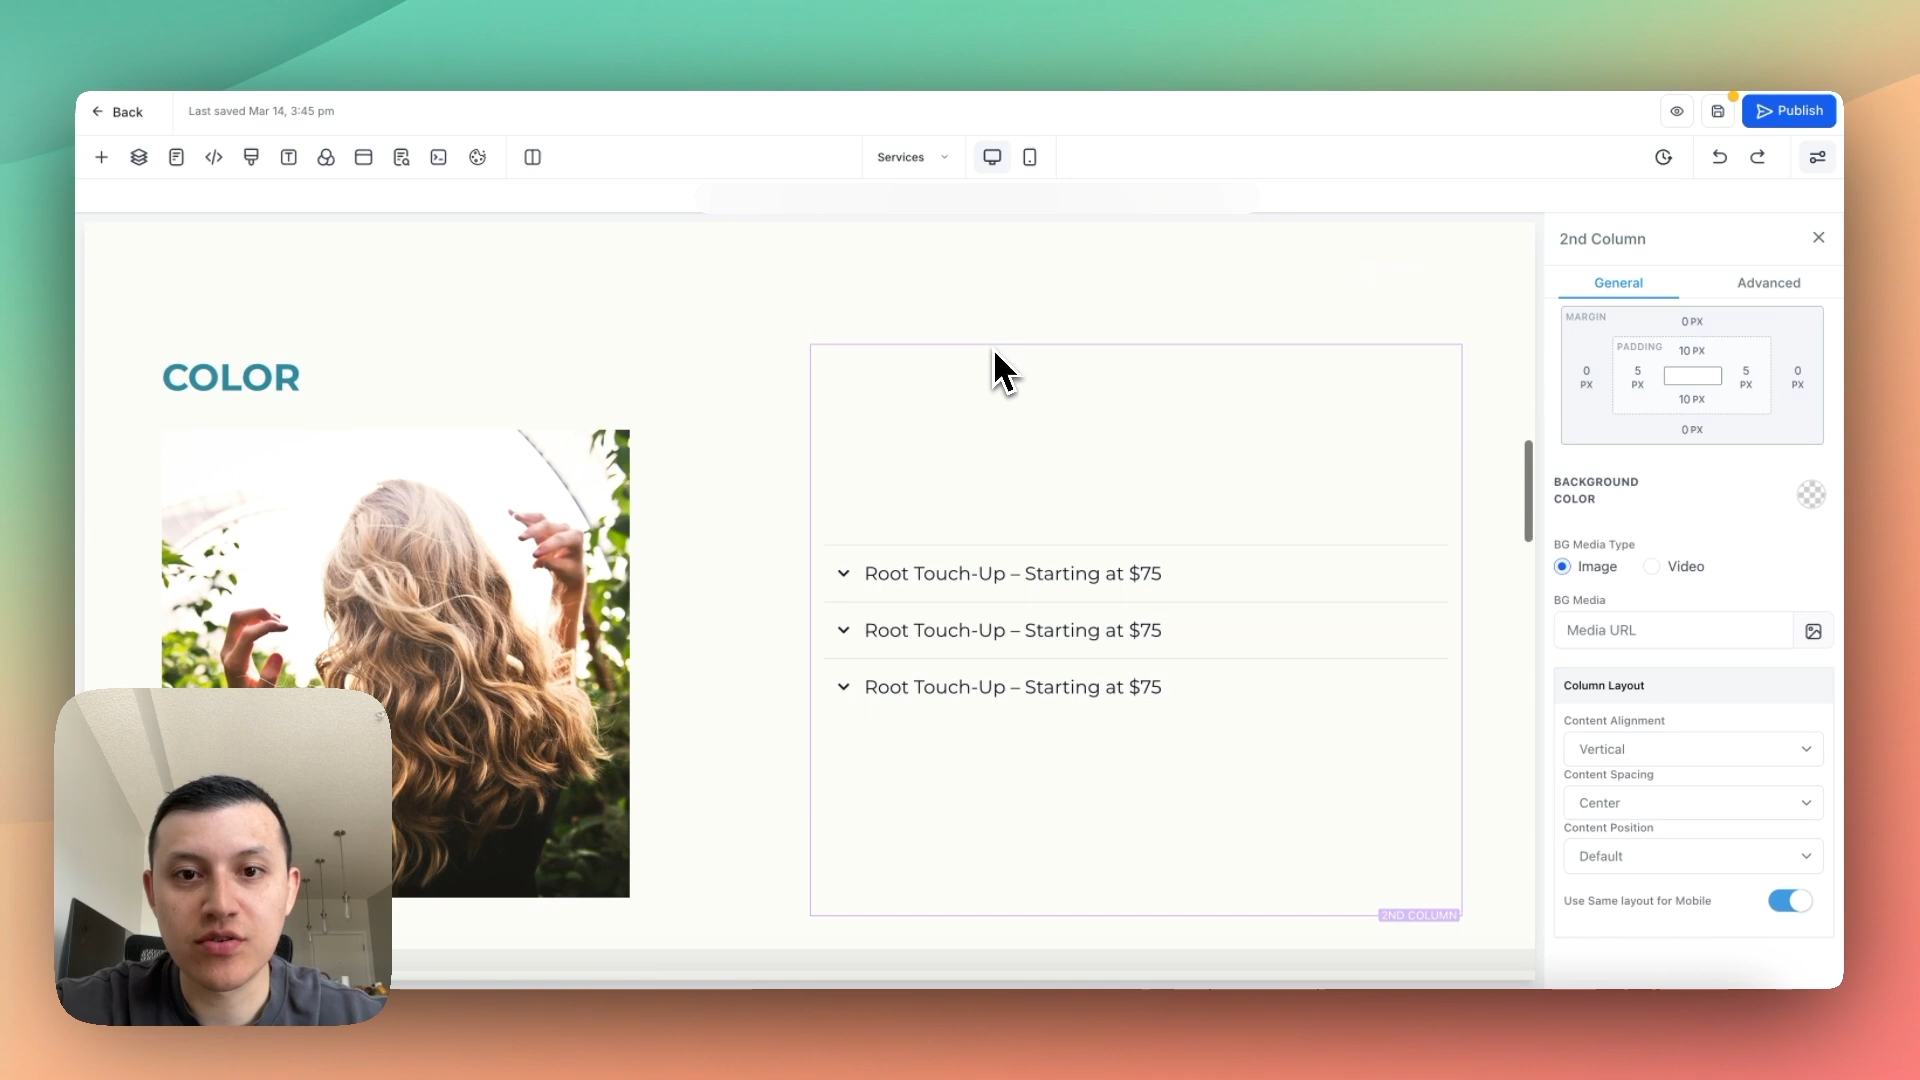 Back
Last saved Mar 14, 3:45 pm
Publish
Services
2nd Column
General
Advanced
MARGIN
0 PX
PADDING
10 PX
0 PX
5 PX
5 PX
0 PX
10 PX
0 PX
COLOR
BACKGROUND
COLOR
BG Media Type
Image
Video
BG Media
Media URL
Root Touch-Up – Starting at $75
Root Touch-Up – Starting at $75
Root Touch-Up – Starting at $75
Column Layout
Content Alignment
Vertical
Content Spacing
Center
Content Position
Default
Use Same layout for Mobile
2ND COLUMN